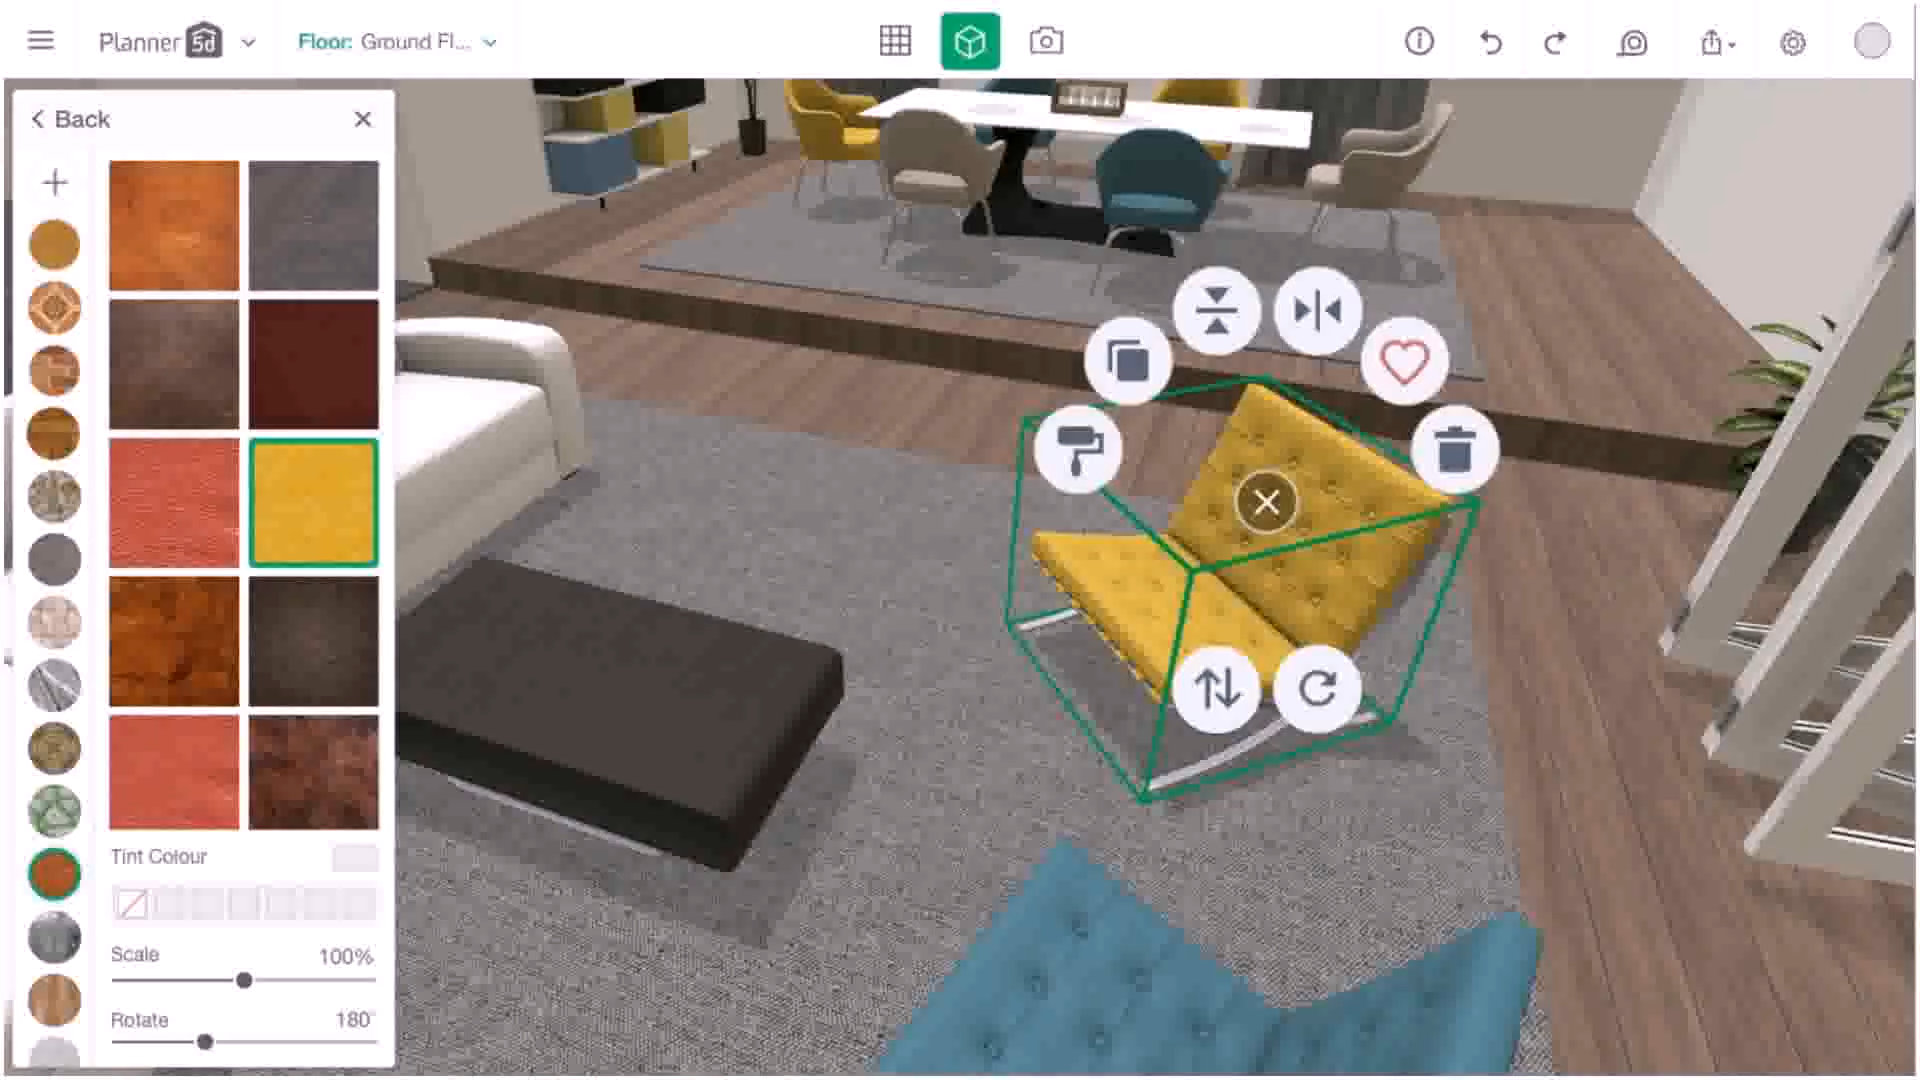 Planner 5d
Floor: Ground Fl...
Back
Tint Colour
Scale 100%
Rotate 180°